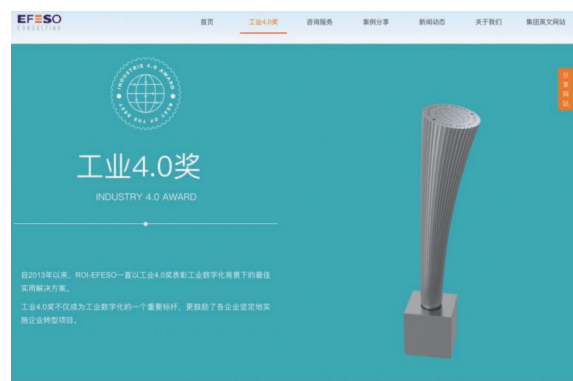 EFESO
CONSULTING
首页 工业4.0奖 咨询服务 案例分享 新闻动态 关于我们 集团英文网站
分享网站
INDUSTRIE 4.0 AWARD
BEST OF THE BEST
工业4.0奖
INDUSTRY 4.0 AWARD
自2013年以来，ROI-EFESO一直以工业4.0奖表彰工业数字化背景下的最佳
实用解决方案。
工业4.0奖不仅成为工业数字化的一个重要标杆，更鼓励了各企业坚定地实
施企业转型项目。